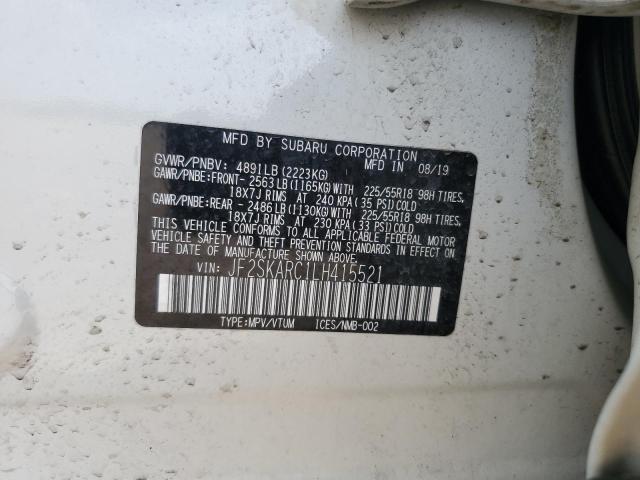 MFD BY SUBARU CORPORATION
GVWR/PNBV: 4891LB(2223KG) MFD IN 08/19
GAWR/PNBE:FRONT-2563LB(1165KG)WITH 225/55R18 98H TIRES,
18X7J RIMS AT 240 KPA(35 PSI)COLD
GAWR/PNBE:REAR -2486LB(1130KG)WITH 225/55R18 98H TIRES,
18X7J RIMS AT 230 KPA(33 PSI)COLD
THIS VEHICLE CONFORMS TO ALL APPLICABLE FEDERAL MOTOR
VEHICLE SAFETY AND THEFT PREVENTION STANDARDS IN EFFECT ON
THE DATE OF MANUFACTURE SHOWN ABOVE.
VIN: JF2SKARC1LH415521
TYPE:MPV/VTUM ICES/NMB-002